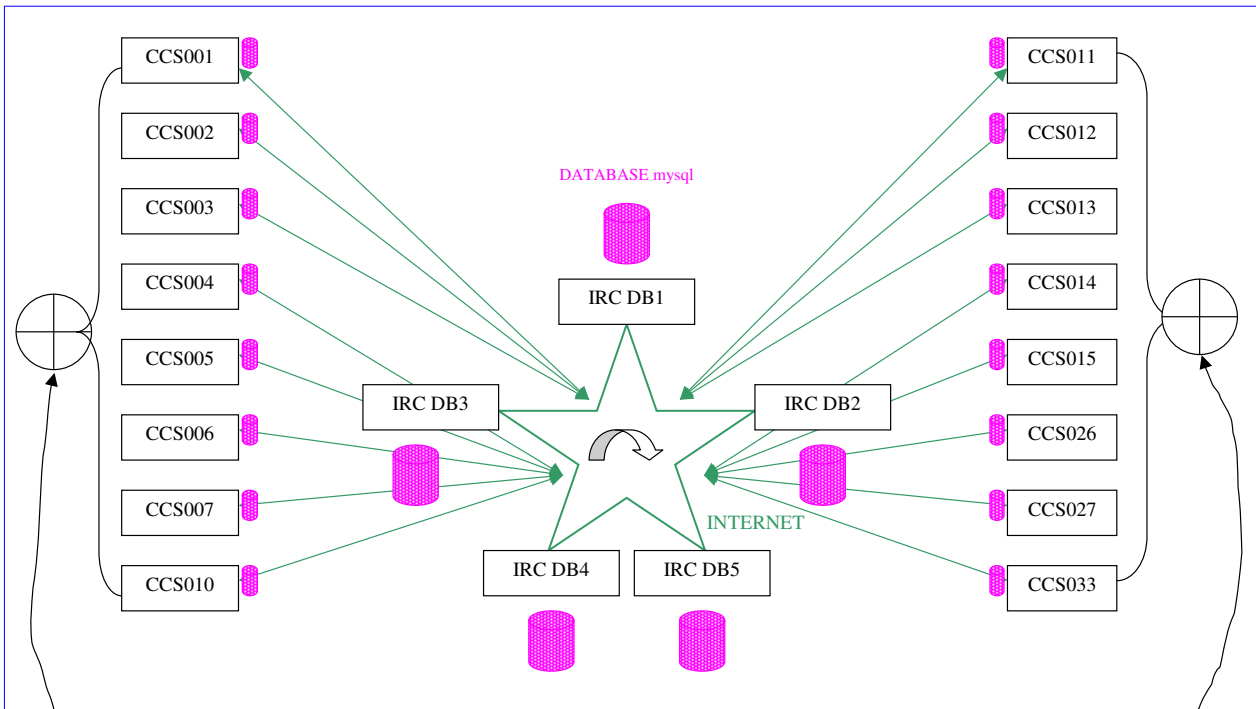 CCS001
CCS011
CCS002
CCS012
DATABASE mysql
CCS003
CCS013
CCS004
IRC DB1
CCS014
CCS005
CCS015
IRC DB3
IRC DB2
CCS006
CCS026
CCS007
INTERNET
CCS027
IRC DB4
IRC DB5
CCS010
CCS033